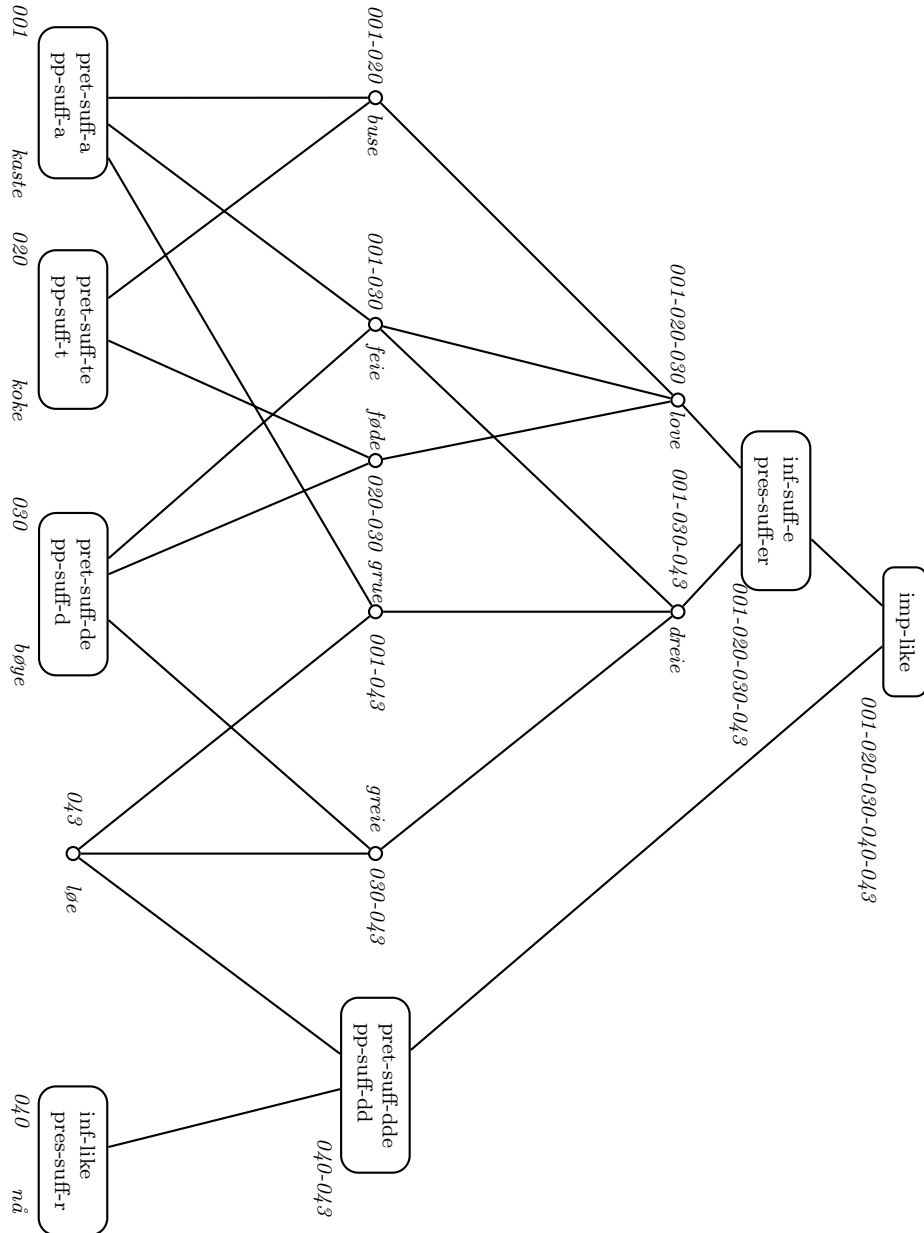 imp-like
001-020-030-040-043
inf-suff-e
pres-suff-er
001-020-030-043
001-020-030
love
001-030-043
dreie
001-020
buse
001-030
feie
føde
020-030
grue
001-043
greie
030-043
pret-suff-dde
pp-suff-dd
040-043
043
løe
001
pret-suff-a
pp-suff-a
kaste
020
pret-suff-te
pp-suff-t
koke
030
pret-suff-de
pp-suff-d
bøye
040
inf-like
pres-suff-r
nå